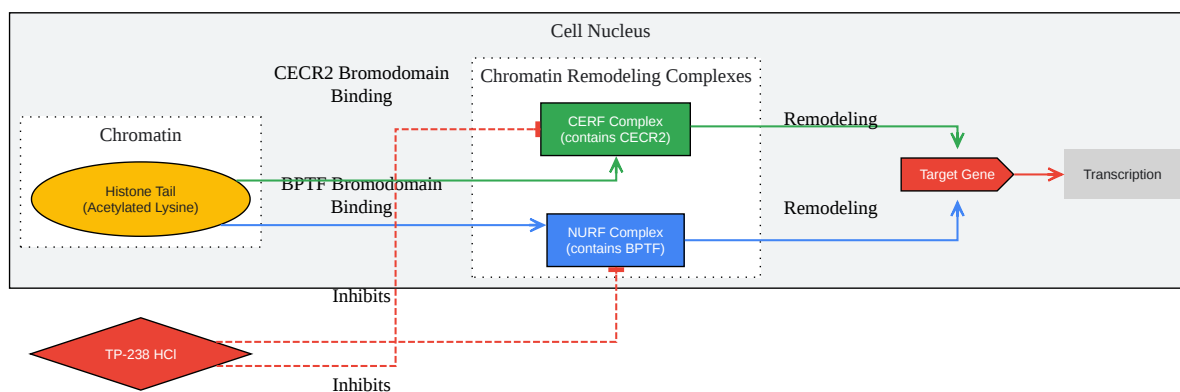 Cell Nucleus
CECR2 Bromodomain
Binding
Chromatin Remodeling Complexes
Chromatin
CERF Complex
(contains CECR2)
Remodeling
Histone Tail
(Acetylated Lysine)
BPTF Bromodomain
Binding
Target Gene
Transcription
NURF Complex
(contains BPTF)
Remodeling
Inhibits
TP-238 HCl
Inhibits